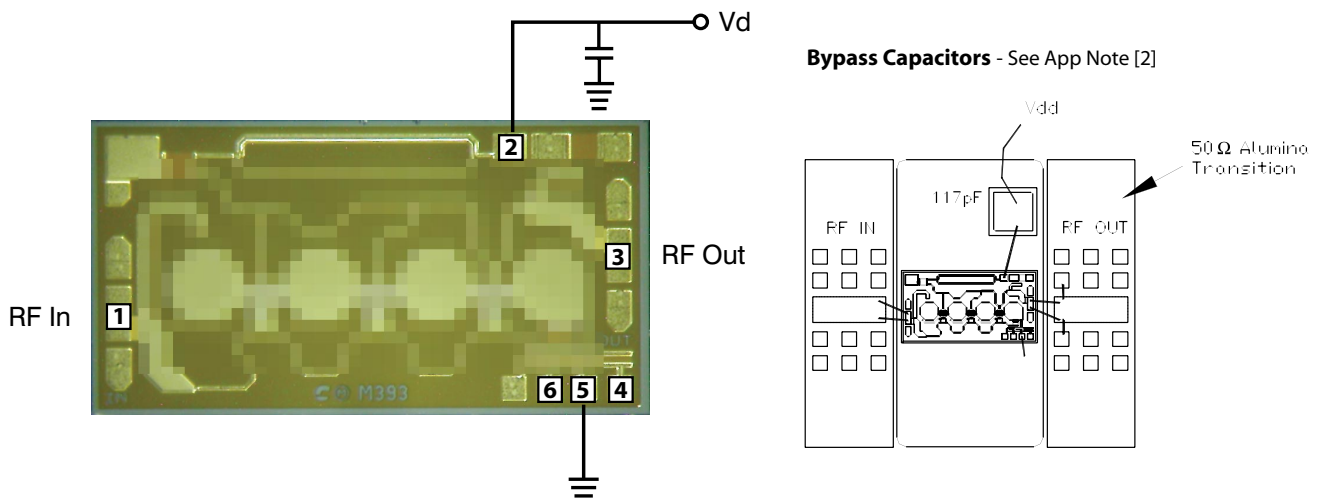 Vd
Bypass Capacitors - See App Note [2]
Vdd
50 Ω Alumina
Transition
117pF
RF IN
RF OUT
2
3
RF Out
RF In
1
OUT
6 5 4
M393
IN